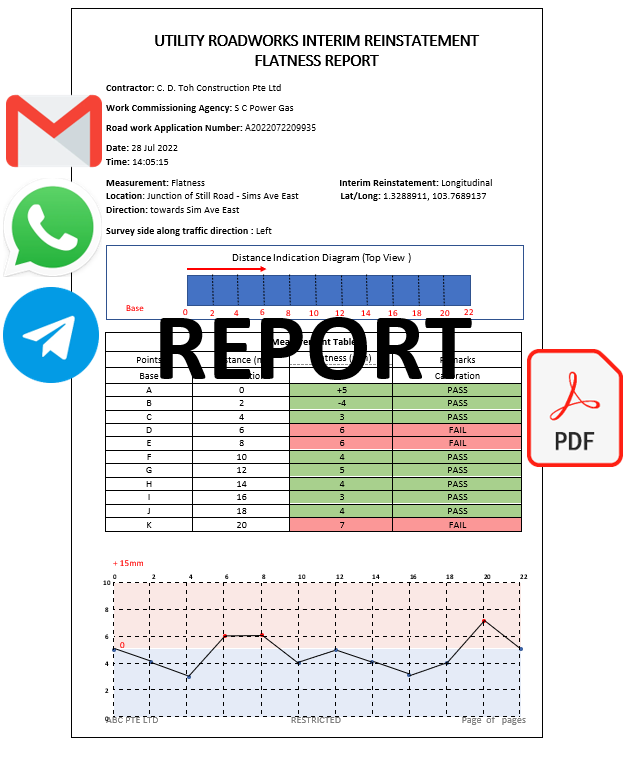 UTILITY ROADWORKS INTERIM REINSTATEMENT
FLATNESS REPORT
Contractor: C. D. Toh Construction Pte Ltd
Work Commissioning Agency: S C Power Gas
Road work Application Number: A2022072209935
Date: 28 Jul 2022
Time: 14:05:15
Measurement: Flatness Interim Reinstatement: Longitudinal
Location: Junction of Still Road - Sims Ave East Lat/Long: 1.3288911, 103.7689137
Direction: towards Sim Ave East
Survey side along traffic direction : Left
Distance Indication Diagram (Top View )
Base 0 2 4 6 8 10 12 14 16 18 20 22
REPORT
Measurement Table
Points
Base
A 0 +5 PASS
B 2 -4 PASS
C 4 3 PASS
D 6 6 FAIL
E 8 6 FAIL
F 10 4 PASS
G 12 5 PASS
H 14 4 PASS
I 16 3 PASS
J 18 4 PASS
K 20 7 FAIL
PDF
+ 15mm
0 2 4 6 8 10 12 14 16 18 20 22
10
8
6
0
4
2
0
ABC PTE LTD RESTRICTED Page of pages